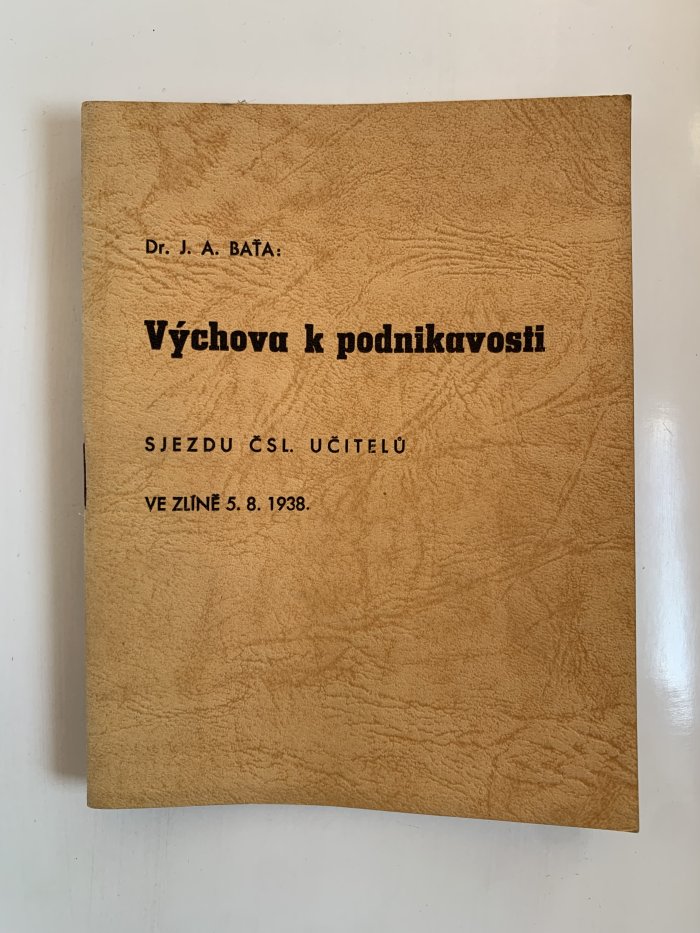 Dr. J. A. BAŤA:
Výchova k podnikavosti
SJEZDU ČSL. UČITELŮ
VE ZLÍNĚ 5. 8. 1938.